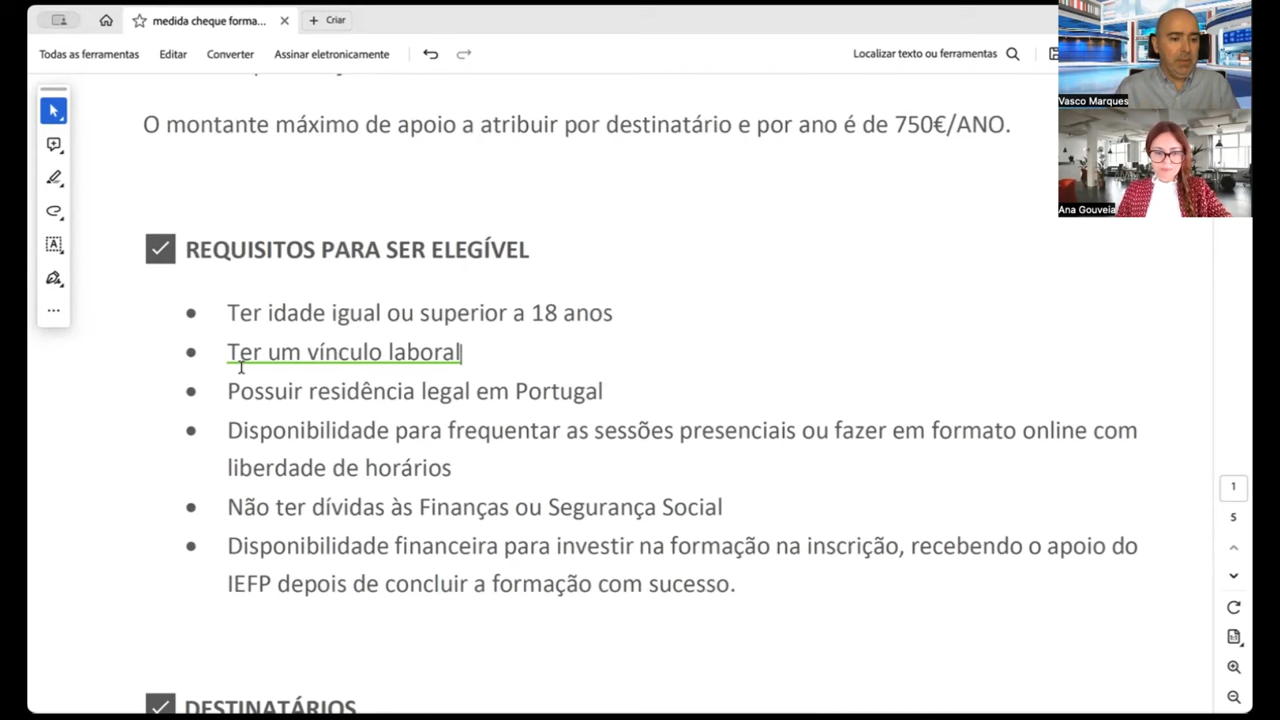 medida cheque forma...
Criar
Todas as ferramentas
Editar
Converter
Assinar eletronicamente
Localizar texto ou ferramentas
Vasco Marques
O montante máximo de apoio a atribuir por destinatário e por ano é de 750€/ANO.
Ana Gouveia
REQUISITOS PARA SER ELEGÍVEL
Ter idade igual ou superior a 18 anos
Ter um vínculo laboral
Possuir residência legal em Portugal
Disponibilidade para frequentar as sessões presenciais ou fazer em formato online com
liberdade de horários
Não ter dívidas às Finanças ou Segurança Social
Disponibilidade financeira para investir na formação na inscrição, recebendo o apoio do
IEFP depois de concluir a formação com sucesso.
1
5
DESTINATÁRIOS